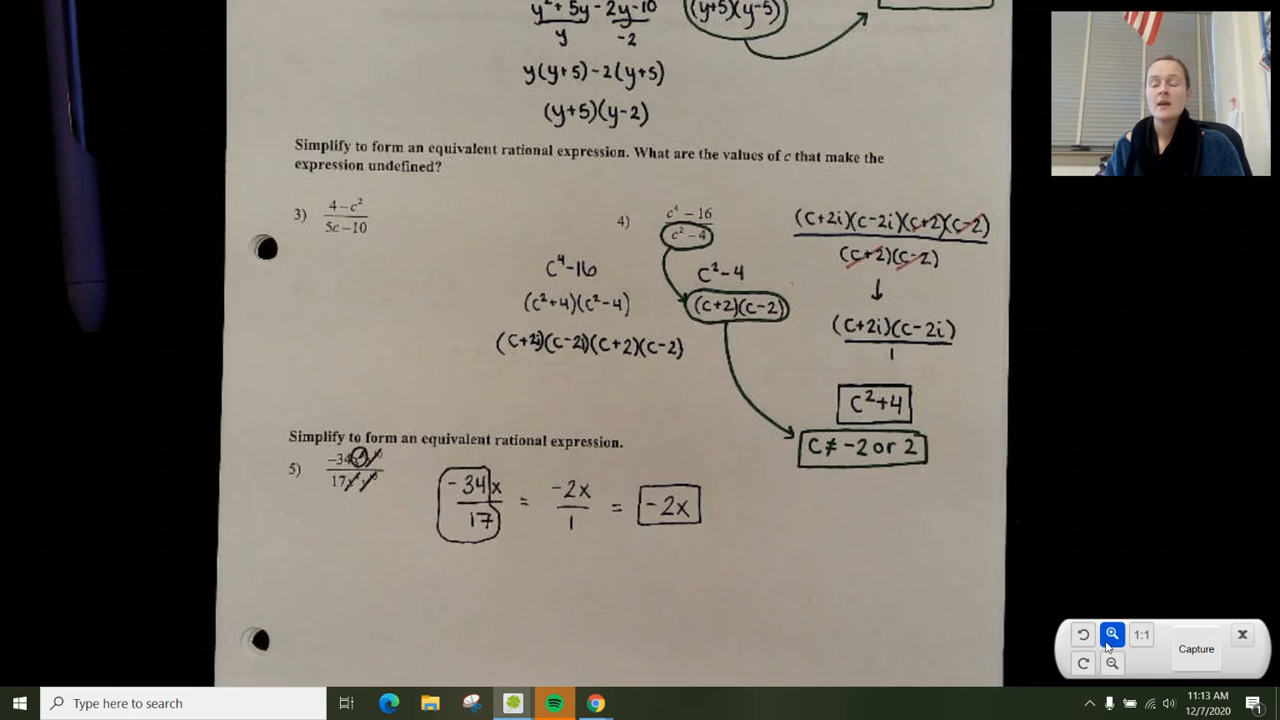 y² + 5y - 2y - 10
y -2
(y+5)(y-5)
y(y+5) - 2(y+5)
(y+5)(y-2)
Simplify to form an equivalent rational expression. What are the values of c that make the
expression undefined?
3) 4 - c²
5c - 10
4) c⁴ - 16
c² - 4
c⁴ - 16
(c²+4)(c²-4)
(c+2i)(c-2i)(c+2)(c-2)
c² - 4
(c+2)(c-2)
(c+2i)(c-2i)(c+2)(c-2)
(c+2)(c-2)
(c+2i)(c-2i)
1
c²+4
c ≠ -2 or 2
Simplify to form an equivalent rational expression.
5) -34
17
-34x
17
= -2x
1
= -2x
1:1
Capture
x
Type here to search
11:13 AM
12/7/2020
1